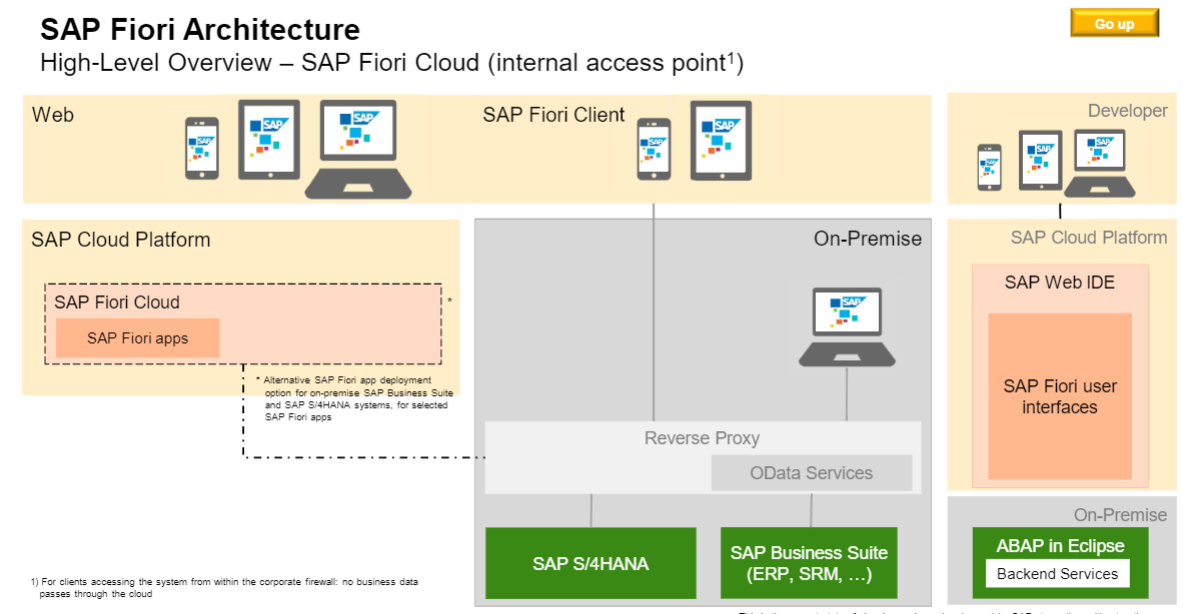 SAP Fiori Architecture
Go up
High-Level Overview – SAP Fiori Cloud (internal access point1)
Web
SAP
SAP
SAP
SAP Fiori Client
SAP
SAP
Developer
SAP
SAP
SAP
SAP Cloud Platform
SAP Fiori Cloud
*
SAP Fiori apps
* Alternative SAP Fiori app deployment
option for on-premise SAP Business Suite
and SAP S/4HANA systems, for selected
SAP Fiori apps
On-Premise
SAP
Reverse Proxy
OData Services
SAP S/4HANA
SAP Business Suite
(ERP, SRM, …)
SAP Cloud Platform
SAP Web IDE
SAP Fiori user
interfaces
On-Premise
ABAP in Eclipse
Backend Services
1) For clients accessing the system from within the corporate firewall: no business data
passes through the cloud